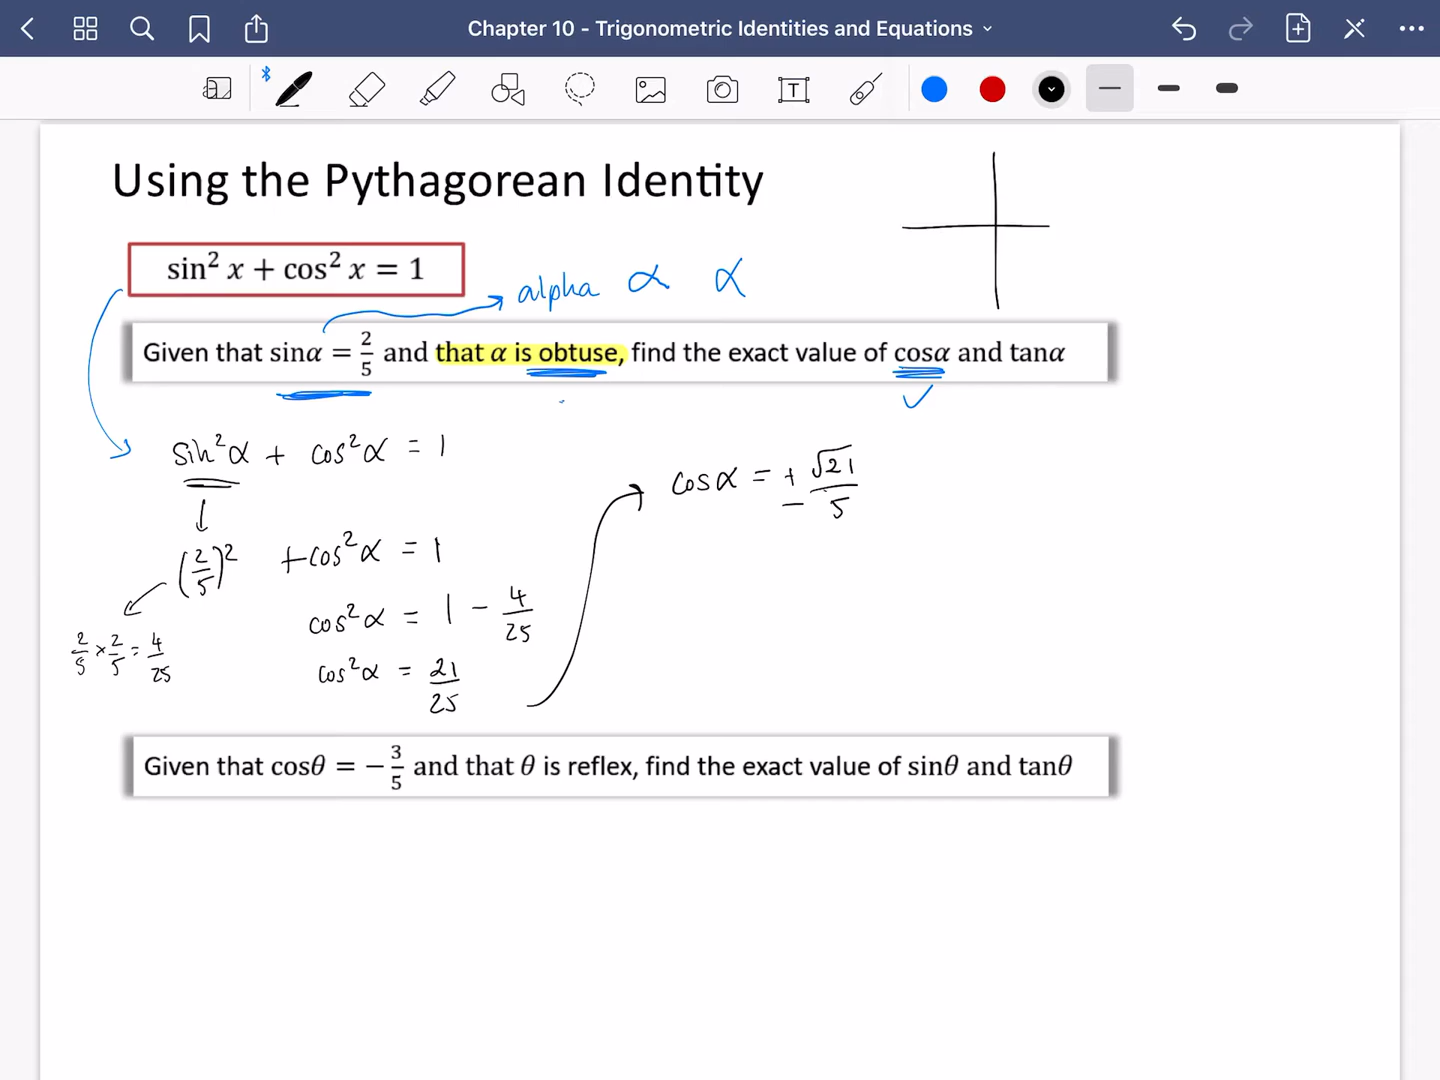 Chapter 10 - Trigonometric Identities and Equations
Using the Pythagorean Identity
sin² x + cos² x = 1
alpha α α
Given that sinα = 2/5 and that α is obtuse, find the exact value of cosα and tanα
sin²α + cos²α = 1
cosα = ± √21/5
(2/5)² + cos²α = 1
cos²α = 1 − 4/25
2/5 × 2/5 = 4/25
cos²α = 21/25
Given that cosθ = −3/5 and that θ is reflex, find the exact value of sinθ and tanθ